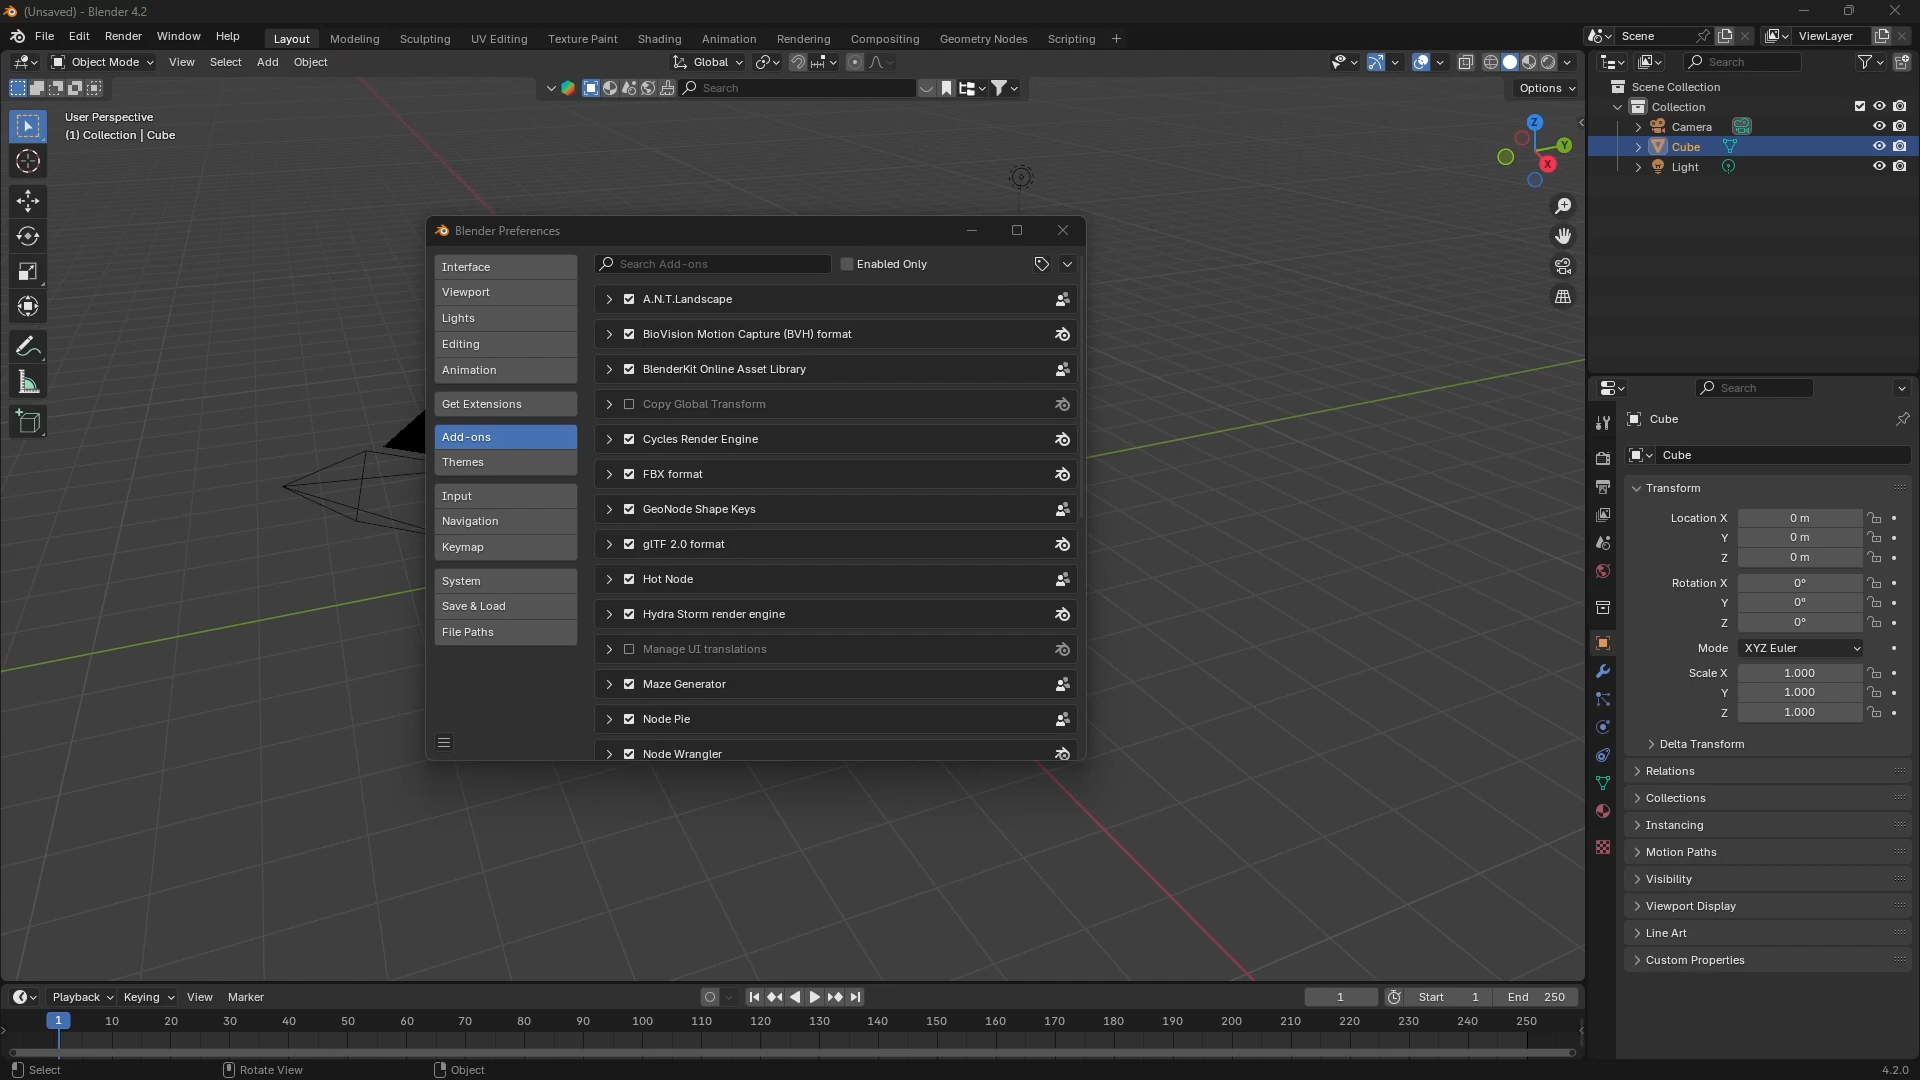 (Unsaved) - Blender 4.2
File Edit Render Window Help
Layout Modeling Sculpting UV Editing Texture Paint Shading Animation Rendering Compositing Geometry Nodes Scripting +
Scene
ViewLayer
Object Mode View Select Add Object
Global
Search
Options
User Perspective
(1) Collection | Cube
Z
Y
X
Blender Preferences
Interface
Viewport
Lights
Editing
Animation
Get Extensions
Add-ons
Themes
Input
Navigation
Keymap
System
Save & Load
File Paths
Search Add-ons
Enabled Only
A.N.T.Landscape
BioVision Motion Capture (BVH) format
BlenderKit Online Asset Library
Copy Global Transform
Cycles Render Engine
FBX format
GeoNode Shape Keys
glTF 2.0 format
Hot Node
Hydra Storm render engine
Manage UI translations
Maze Generator
Node Pie
Node Wrangler
Search
Scene Collection
Collection
Camera
Cube
Light
Search
Cube
Cube
Transform
Location X 0 m
Y 0 m
Z 0 m
Rotation X 0°
Y 0°
Z 0°
Mode XYZ Euler
Scale X 1.000
Y 1.000
Z 1.000
Delta Transform
Relations
Collections
Instancing
Motion Paths
Visibility
Viewport Display
Line Art
Custom Properties
Playback Keying View Marker
1
Start 1 End 250
1 10 20 30 40 50 60 70 80 90 100 110 120 130 140 150 160 170 180 190 200 210 220 230 240 250
Select Rotate View Object
4.2.0